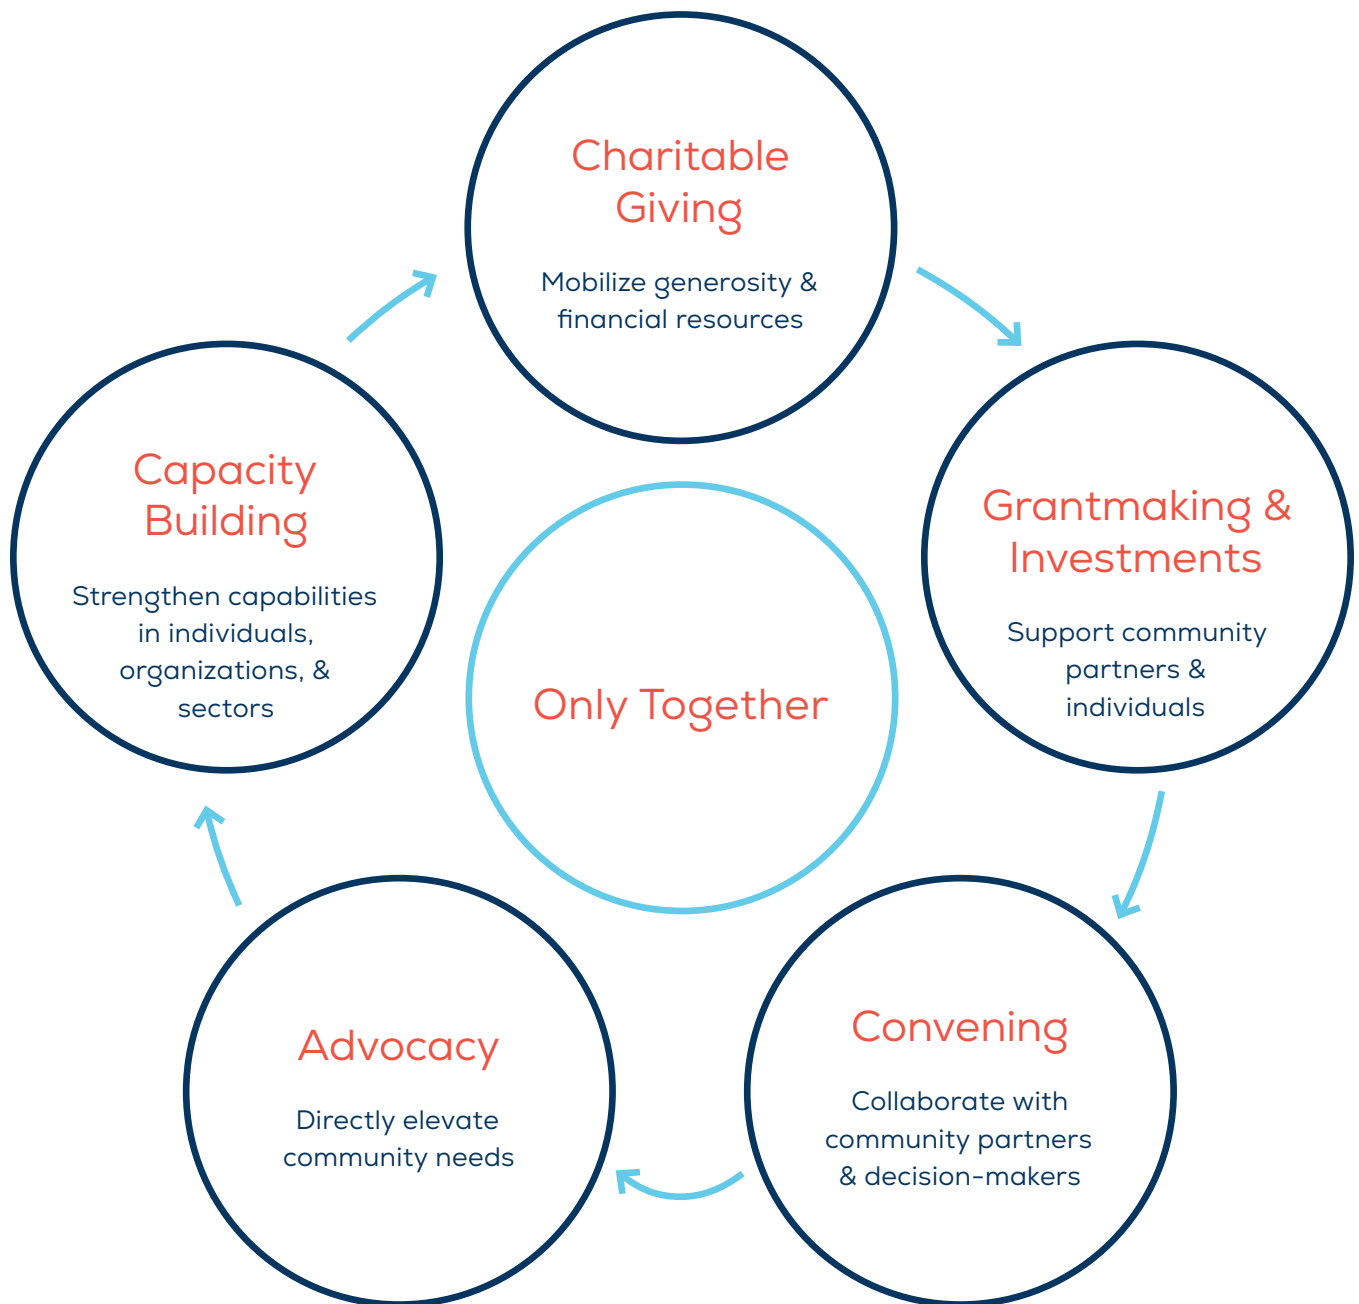 Charitable
Giving
Mobilize generosity &
financial resources
Grantmaking &
Investments
Support community
partners &
individuals
Convening
Collaborate with
community partners
& decision-makers
Advocacy
Directly elevate
community needs
Capacity
Building
Strengthen capabilities
in individuals,
organizations, &
sectors
Only Together